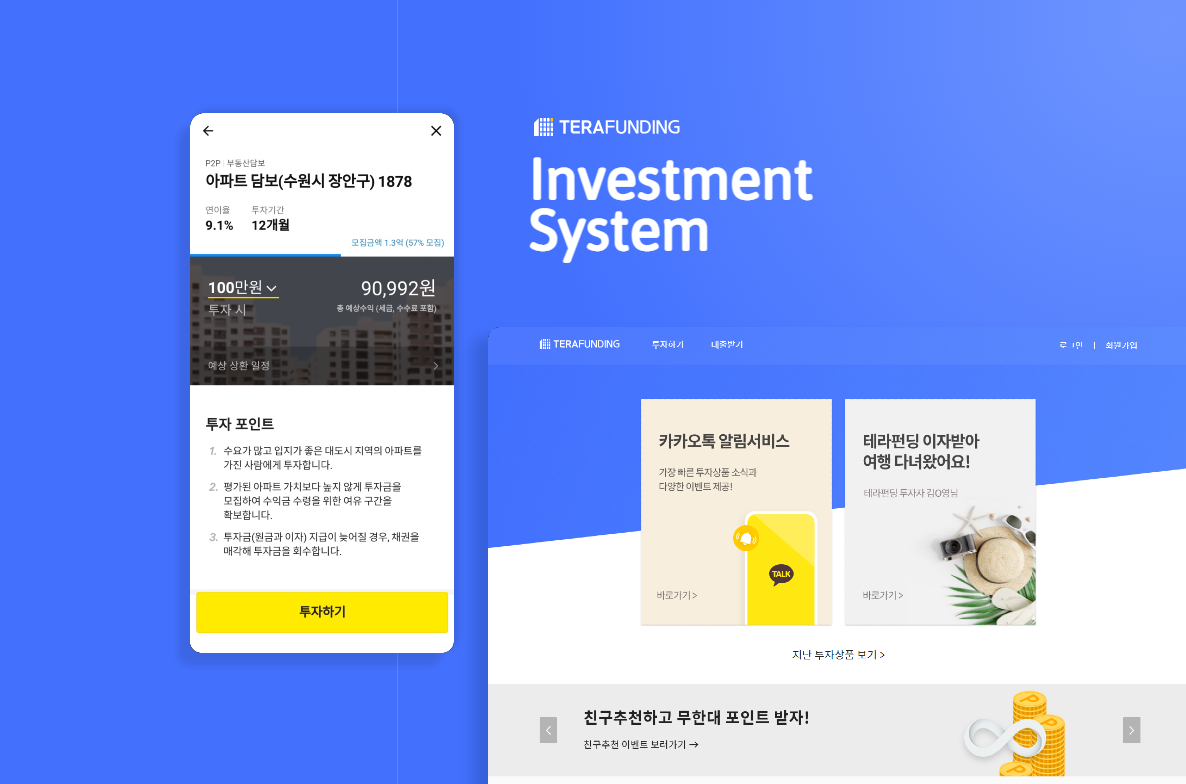 P2P | 부동산담보
아파트 담보(수원시 장안구) 1878
연이율 투자기간
9.1% 12개월
모집금액 1.3억 (57% 모집)
100만원 90,992원
투자 시 총 예상수익 (세금, 수수료 포함)
예상 상환 일정
투자 포인트
1. 수요가 많고 입지가 좋은 대도시 지역의 아파트를
가진 사람에게 투자합니다.
2. 평가된 아파트 가치보다 높지 않게 투자금을
모집하여 수익금 수령을 위한 여유 구간을
확보합니다.
3. 투자금(원금과 이자) 지급이 늦어질 경우, 채권을
매각해 투자금을 회수합니다.
투자하기
TERAFUNDING
Investment
System
TERAFUNDING 투자하기 대출받기 로그인 | 회원가입
카카오톡 알림서비스
가장 빠른 투자상품 소식과
다양한 이벤트 제공!
TALK
바로가기 >
테라펀딩 이자받아
여행 다녀왔어요!
테라펀딩 투자자 김O영님
바로가기 >
지난 투자상품 보기 >
친구추천하고 무한대 포인트 받자!
친구추천 이벤트 보러가기 →